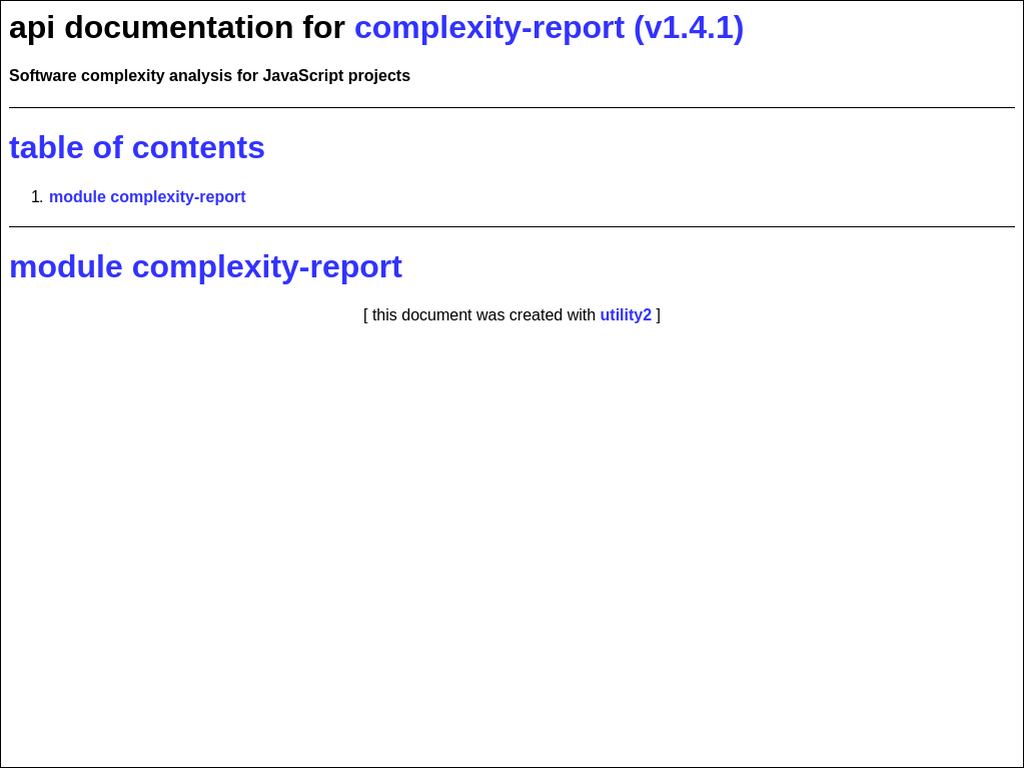 api documentation for complexity-report (v1.4.1)
Software complexity analysis for JavaScript projects
table of contents
1. module complexity-report
module complexity-report
[ this document was created with utility2 ]